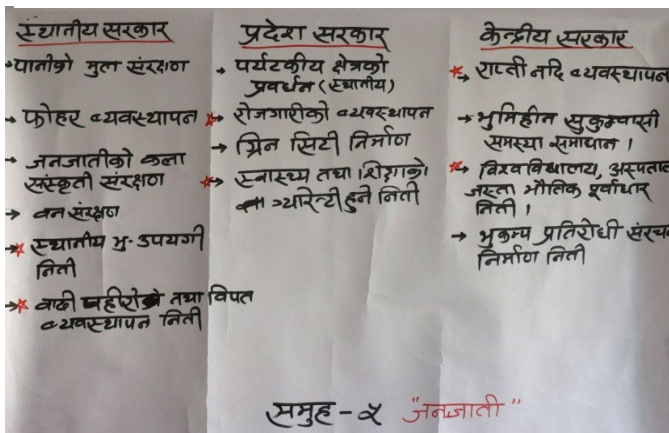 स्थानीय सरकार
पानीको मुल संरक्षण
→ फोहर व्यवस्थापन
→ जनजातीको कला
संस्कृती संरक्षण
→ वन संरक्षण
→ स्थानीय भु-उपयगी
निती
→ बाढी पहीरो तथा विपत
व्यवस्थापन निती
प्रदेश सरकार
→ पर्यटकीय क्षेत्रको
प्रवर्धन (स्थानीय)
→ रोजगारीको व्यवस्थापन
→ ग्रिन सिटी निर्माण
→ स्वास्थ्य तथा शिक्षाको
ग्यारेन्टी हुने निती
केन्द्रीय सरकार
→ राप्ती नदि व्यवस्थापन
→ भुमिहीन सुकुम्वासी
समस्या समाधान ।
→ विश्वविद्यालय, अस्पताल
जस्ता भौतिक पूर्वाधार
निती ।
→ भुकम्प प्रतिरोधी संरच
निर्माण निती
समुह - २ "जनजाती"